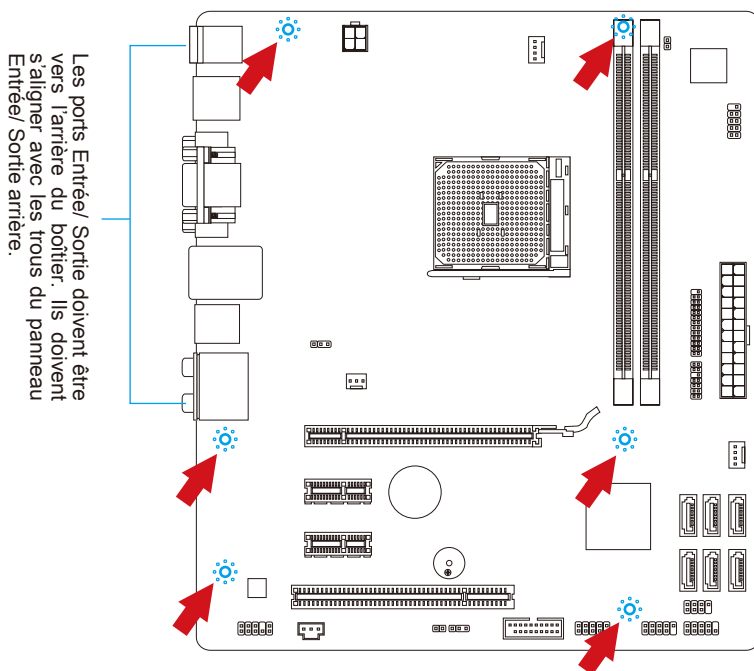 Les ports Entrée/ Sortie doivent être
vers l'arrière du boîtier. Ils doivent
s'aligner avec les trous du panneau
Entrée/ Sortie arrière.